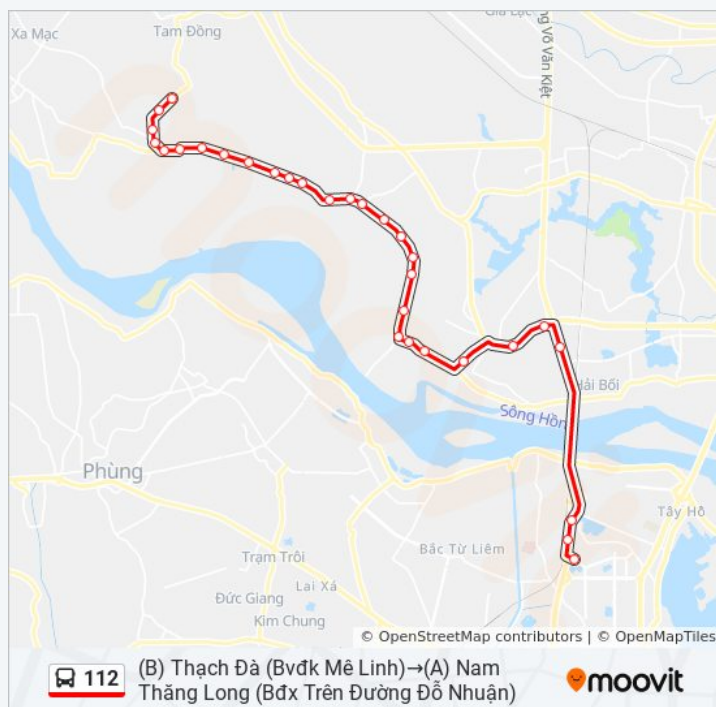 Gia Lạc
Xa Mạc
Tam Đồng
ng Võ Văn Kiệt
Hải Bối
Sông Hồn
Phùng
Tây Hồ
Bắc Từ Liêm
Trạm Trôi
Lai Xá
Đức Giang
Kim Chung
© OpenStreetMap contributors | © OpenMapTiles
112
(B) Thạch Đà (Bvđk Mê Linh)→(A) Nam
Thăng Long (Bđx Trên Đường Đỗ Nhuận)
moovit